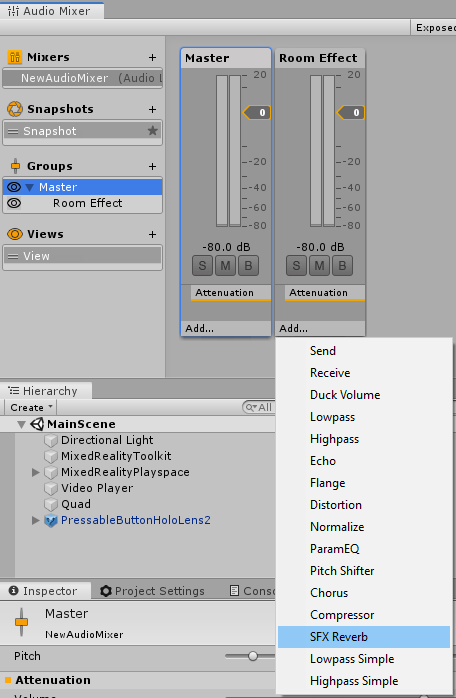 Audio Mixer
Exposed
Mixers +
NewAudioMixer (Audio L
Snapshots +
Snapshot
Groups +
Master
Room Effect
Views +
View
Master
20
0
-20
-40
-60
-80
-80.0 dB
S M B
Attenuation
Add...
Room Effect
20
0
-20
-40
-60
-80
-80.0 dB
S M B
Attenuation
Add...
Send
Receive
Duck Volume
Lowpass
Highpass
Echo
Flange
Distortion
Normalize
ParamEQ
Pitch Shifter
Chorus
Compressor
SFX Reverb
Lowpass Simple
Highpass Simple
Hierarchy
Create
All
MainScene
Directional Light
MixedRealityToolkit
MixedRealityPlayspace
Video Player
Quad
PressableButtonHoloLens2
Inspector Project Settings Consc
Master
NewAudioMixer
Pitch
Attenuation